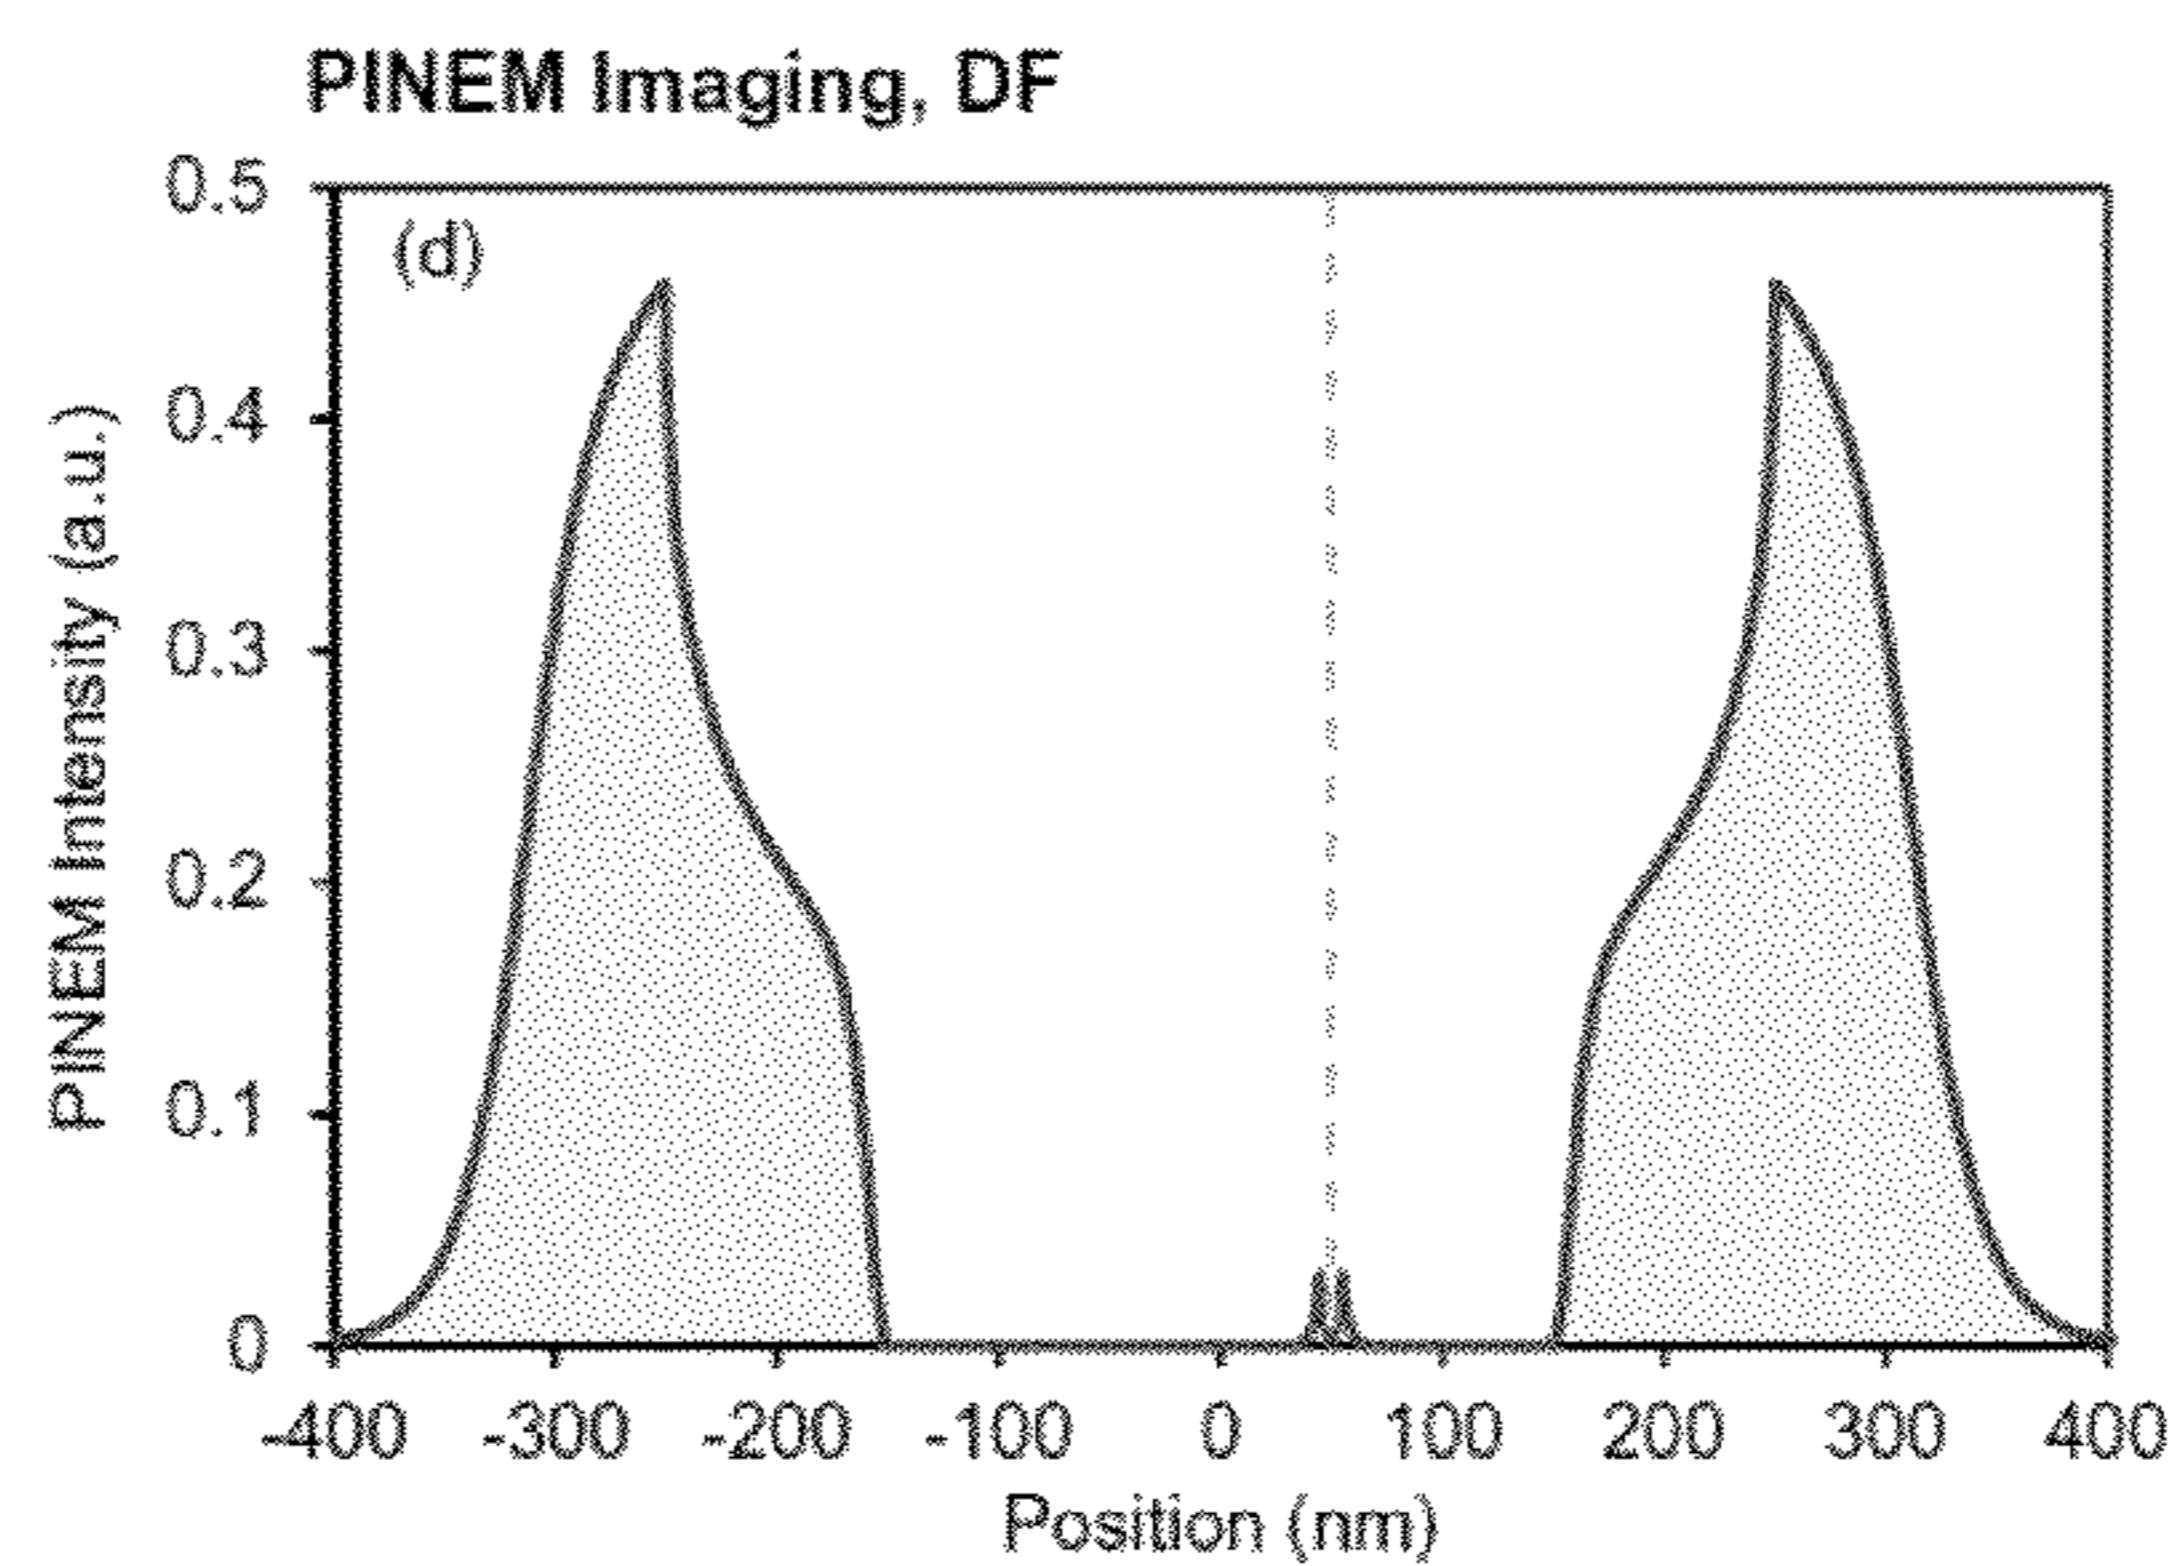 PINEM Imaging, DF
(d)
PINEM Intensity (a.u.)
0.5
0.4
0.3
0.2
0.1
0
-400 -300 -200 -100 0 100 200 300 400
Position (nm)